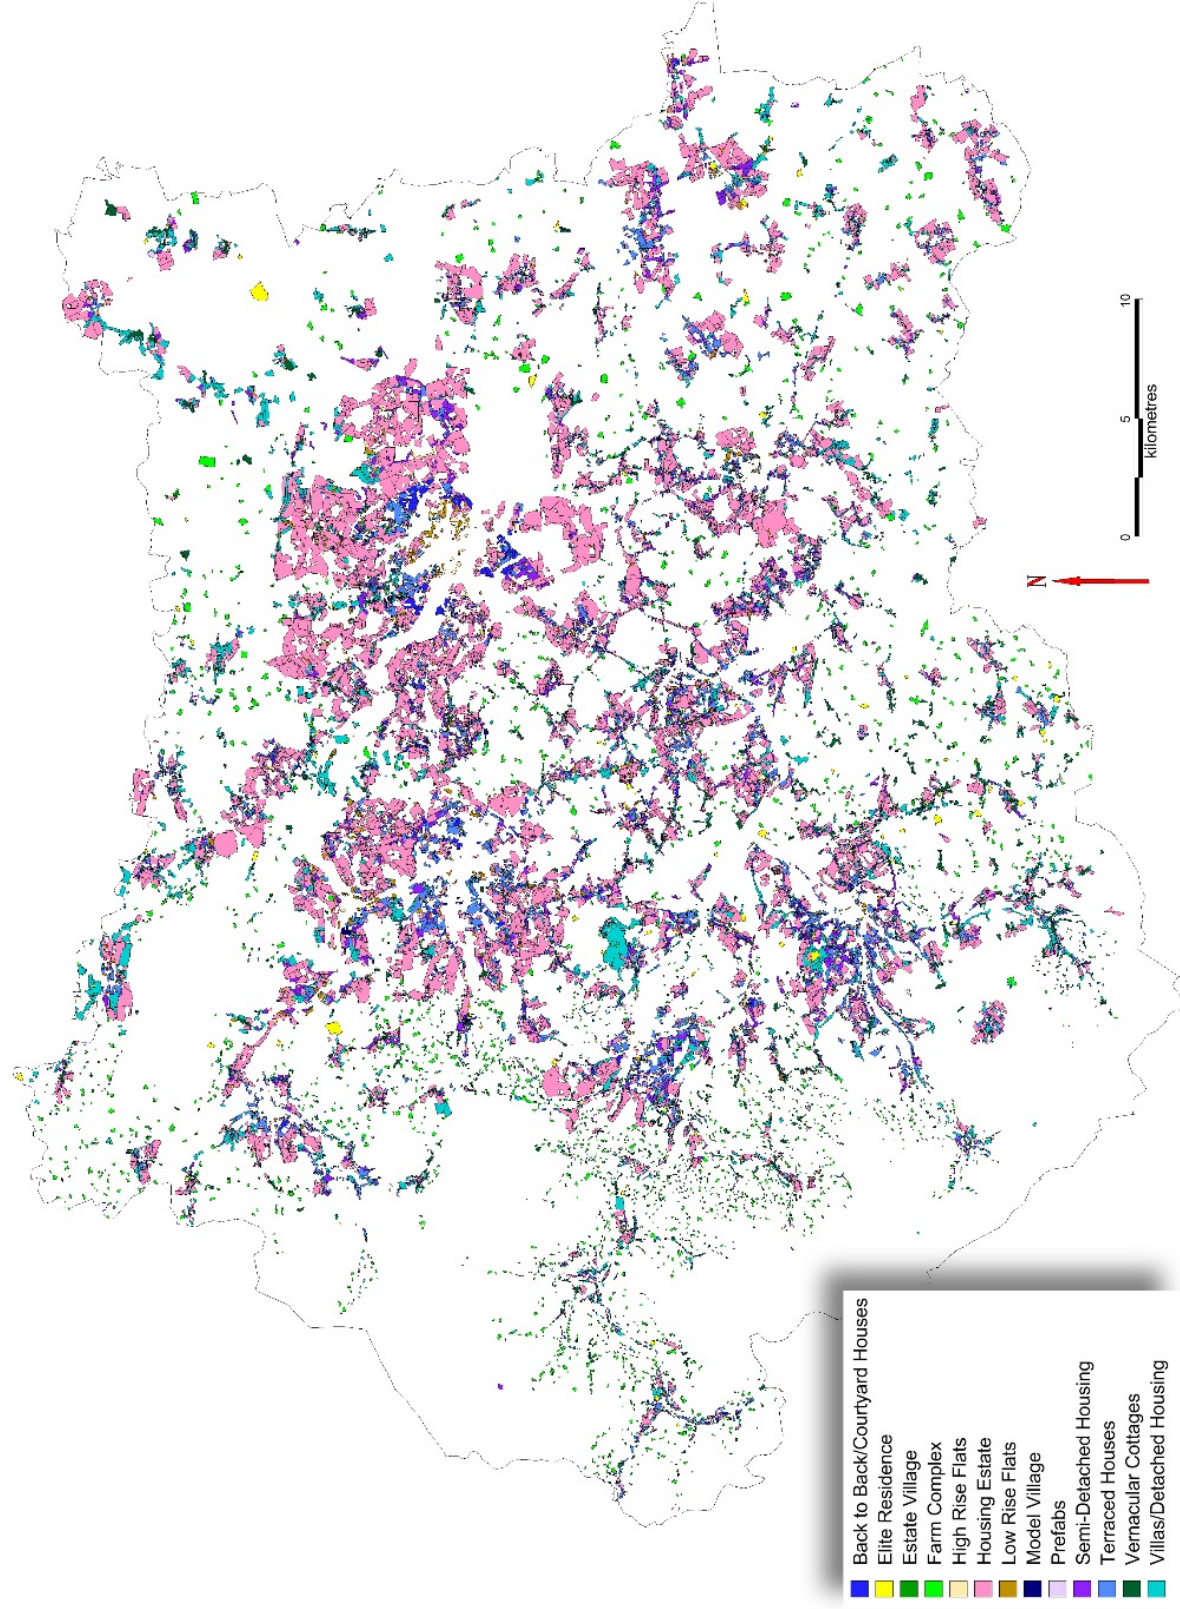 Back to Back/Courtyard Houses
Elite Residence
Estate Village
Farm Complex
High Rise Flats
Housing Estate
Low Rise Flats
Model Village
Prefabs
Semi-Detached Housing
Terraced Houses
Vernacular Cottages
Villas/Detached Housing
N
0 5 10
kilometres